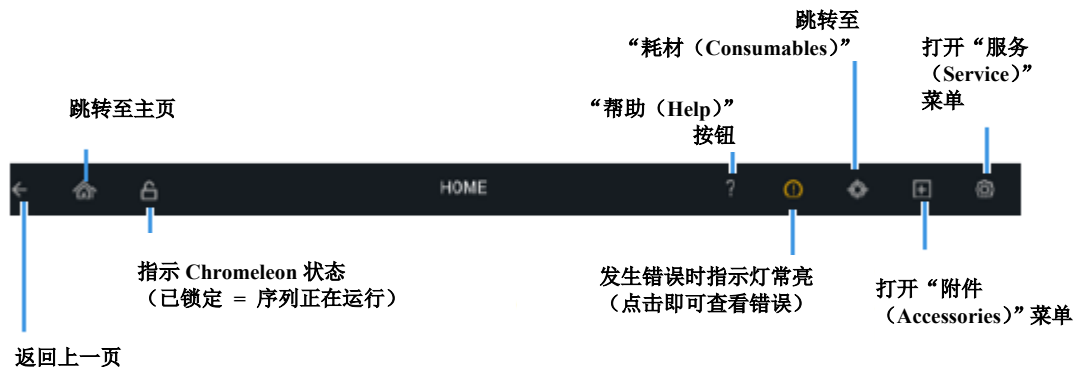 跳转至
“耗材（Consumables）”
打开“服务
（Service）”
菜单
跳转至主页
“帮助（Help）”
按钮
HOME
?
指示 Chromeleon 状态
（已锁定 = 序列正在运行）
发生错误时指示灯常亮
（点击即可查看错误）
打开“附件
（Accessories）”菜单
返回上一页